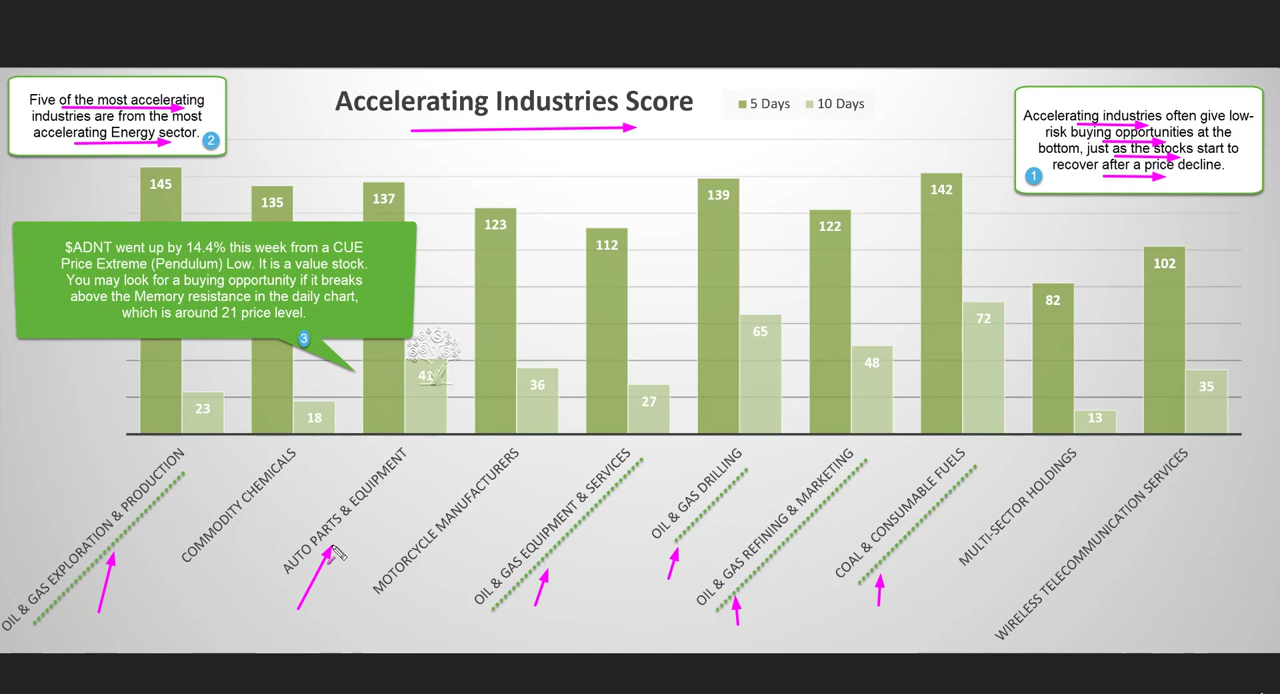 Five of the most accelerating
industries are from the most
accelerating Energy sector.
2
Accelerating Industries Score
5 Days
10 Days
Accelerating industries often give low-
risk buying opportunities at the
bottom, just as the stocks start to
recover after a price decline.
1
145
135
137
123
112
139
122
142
82
102
$ADNT went up by 14.4% this week from a CUE
Price Extreme (Pendulum) Low. It is a value stock.
You may look for a buying opportunity if it breaks
above the Memory resistance in the daily chart,
which is around 21 price level.
3
23
18
41
36
27
65
48
72
13
35
OIL & GAS EXPLORATION & PRODUCTION
COMMODITY CHEMICALS
AUTO PARTS & EQUIPMENT
MOTORCYCLE MANUFACTURERS
OIL & GAS EQUIPMENT & SERVICES
OIL & GAS DRILLING
OIL & GAS REFINING & MARKETING
COAL & CONSUMABLE FUELS
MULTI-SECTOR HOLDINGS
WIRELESS TELECOMMUNICATION SERVICES